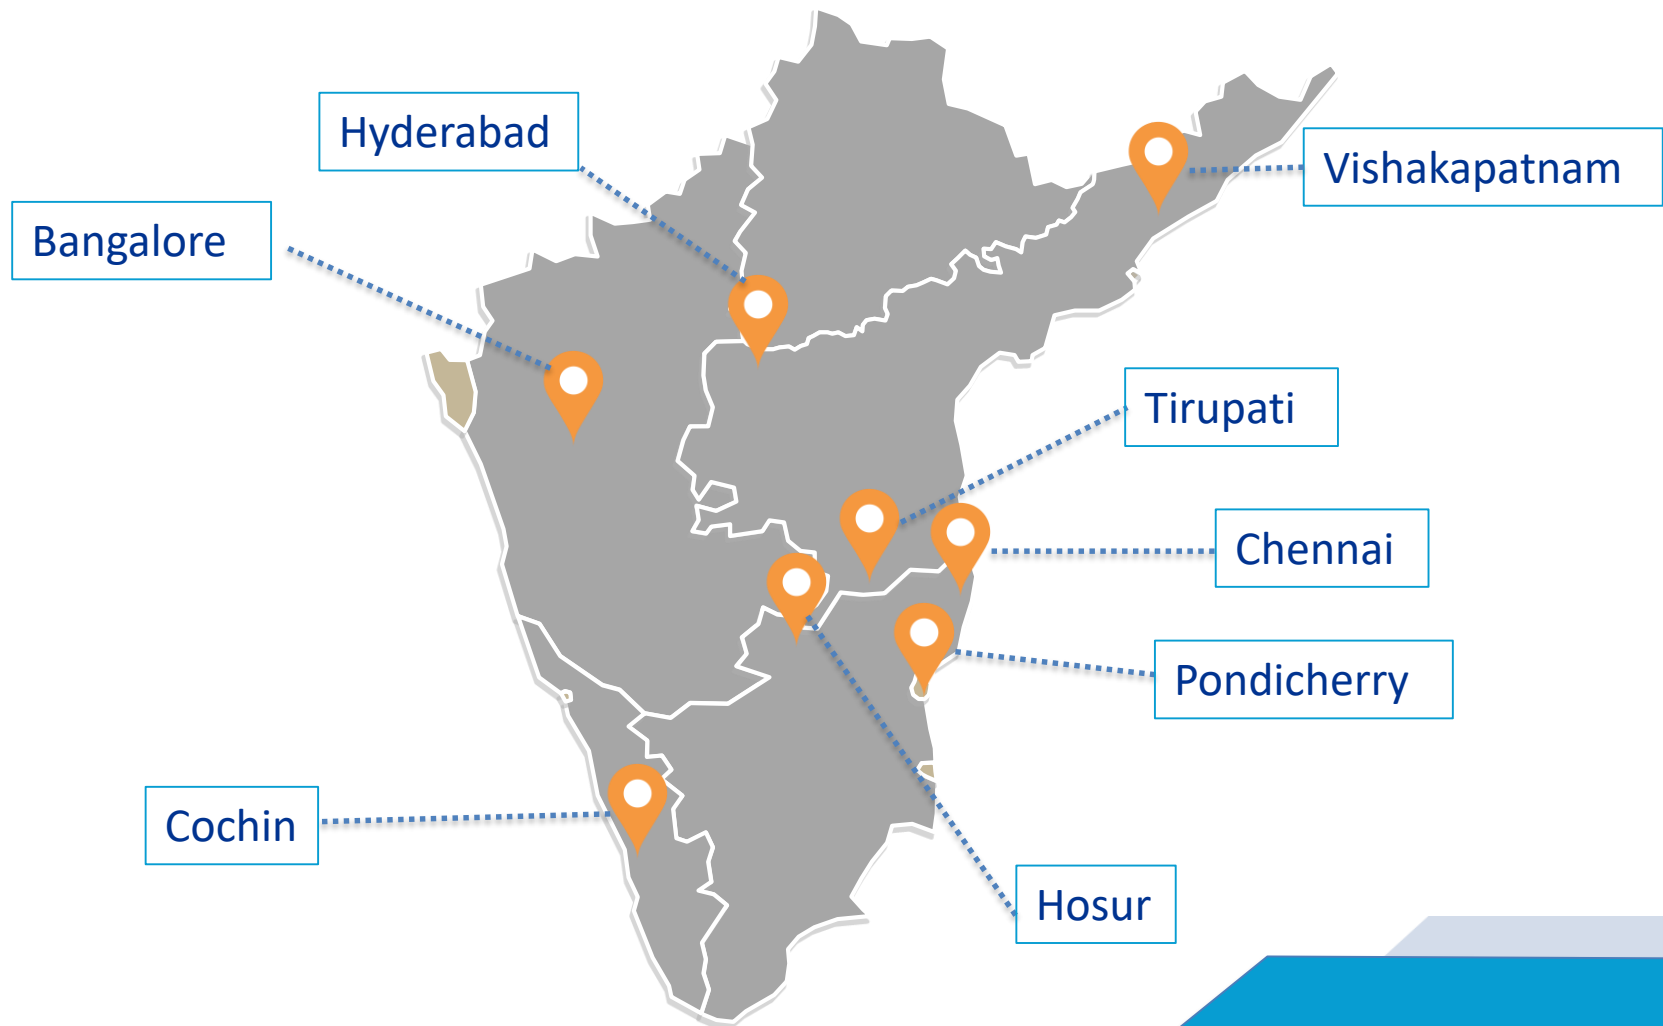 Hyderabad
Vishakapatnam
Bangalore
Tirupati
Chennai
Pondicherry
Cochin
Hosur